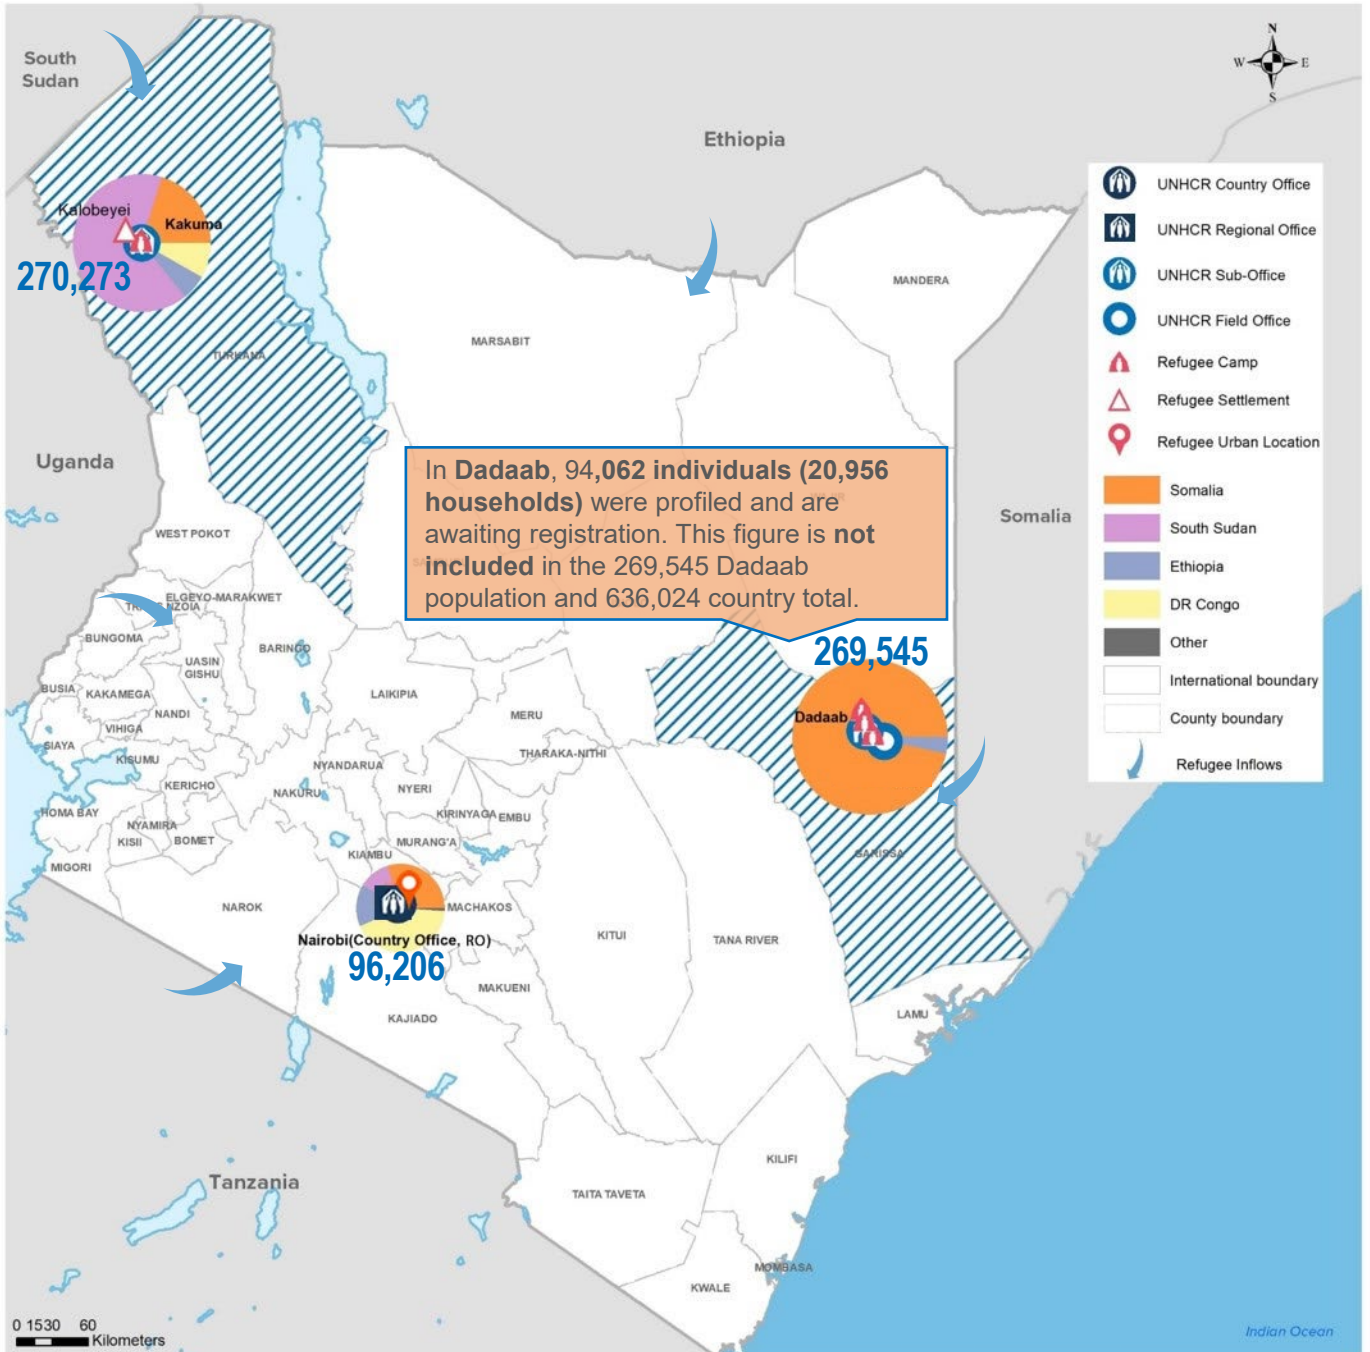 South
Sudan
N
W
E
S
Ethiopia
UNHCR Country Office
UNHCR Regional Office
UNHCR Sub-Office
UNHCR Field Office
Refugee Camp
Refugee Settlement
Refugee Urban Location
Somalia
South Sudan
Ethiopia
DR Congo
Other
International boundary
County boundary
Refugee Inflows
Kalobeyei
Kakuma
270,273
MANDERA
MARSABIT
TURKANA
Uganda
Somalia
In Dadaab, 94,062 individuals (20,956
households) were profiled and are
awaiting registration. This figure is not
included in the 269,545 Dadaab
population and 636,024 country total.
WEST POKOT
ELGEYO-MARAKWET
NZOIA
BUNGOMA
BARINGO
UASIN
GISHU
269,545
BUSIA
KAKAMEGA
LAIKIPIA
NANDI
MERU
Dadaab
VIHIGA
SIAYA
THARAKA-NITHI
KISUMU
NYANDARUA
KERICHO
NAKURU
NYERI
HOMA BAY
KIRINYAGA
EMBU
NYAMIRA
KISII
BOMET
MURANG'A
KIAMBU
GARISSA
MIGORI
NAROK
MACHAKOS
KITUI
TANA RIVER
Nairobi(Country Office, RO)
96,206
MAKUENI
KAJIADO
LAMU
KILIFI
Tanzania
TAITA TAVETA
MOMBASA
KWALE
0 1530 60
Kilometers
Indian Ocean